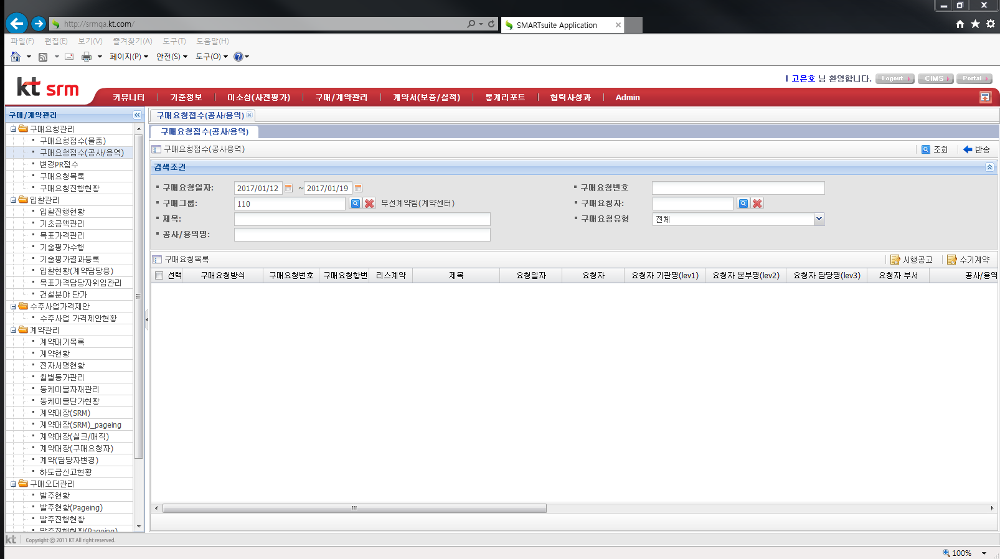 http://srmqa.kt.com/
SMARTsuite Application
파일(F) 편집(E) 보기(V) 즐겨찾기(A) 도구(T) 도움말(H)
페이지(P) 안전(S) 도구(O)
고은호 님 환영합니다. Logout CIMS Portal
kt srm
커뮤니티 기준정보 이소싱(사전평가) 구매/계약관리 계약서(보증/실적) 통계리포트 협력사성과 Admin
구매/계약관리
구매요청관리
구매요청접수(물품)
구매요청접수(공사/용역)
변경PR접수
구매요청목록
구매요청진행현황
입찰관리
입찰진행현황
기초금액관리
목표가격관리
기술평가수행
기술평가결과등록
입찰현황(계약담당용)
목표가격담당자위임관리
건설분야 단가
수주사업가격제안
수주사업 가격제안현황
계약관리
계약대기목록
계약현황
전자서명현황
월별동가관리
동케이블자재관리
동케이블단가현황
계약대장(SRM)
계약대장(SRM)_pageing
계약대장(실크/매직)
계약대장(구매요청자)
계약(담당자변경)
하도급신고현황
구매오더관리
발주현황
발주현황(Pageing)
발주진행현황
발주진행현황(Pageing)
구매요청접수(공사/용역)
구매요청접수(공사/용역)
구매요청접수(공사용역)
조회 반송
검색조건
구매요청일자: 2017/01/12 ~ 2017/01/19 구매요청번호
구매그룹: 110 무선계약팀(계약센터) 구매요청자:
제목: 구매요청유형 전체
공사/용역명:
구매요청목록 시행공고 수기계약
선택 구매요청방식 구매요청번호 구매요청항번 리스계약 제목 요청일자 요청자 요청자 기관명(lev1) 요청자 본부명(lev2) 요청자 담당명(lev3) 요청자 부서 공사/용역
kt Copyright ⓒ 2011 KT All right reserved.
100%